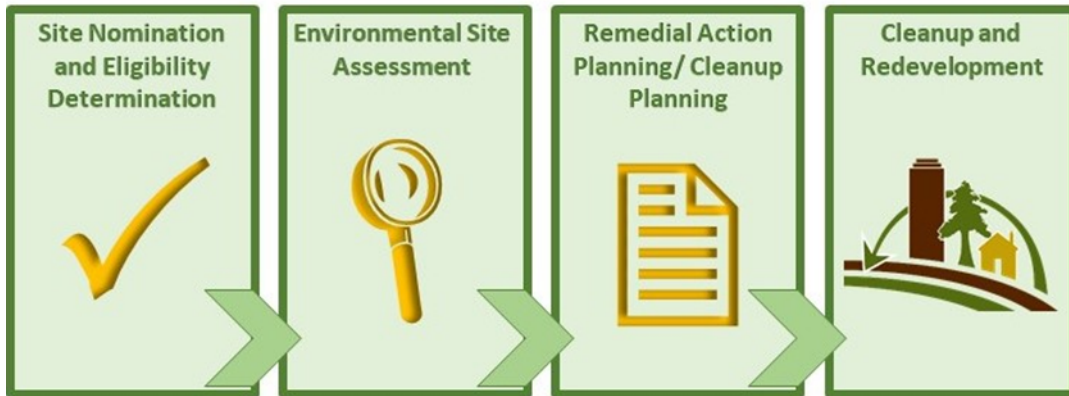 Site Nomination
and Eligibility
Determination
Environmental Site
Assessment
Remedial Action
Planning/ Cleanup
Planning
Cleanup and
Redevelopment